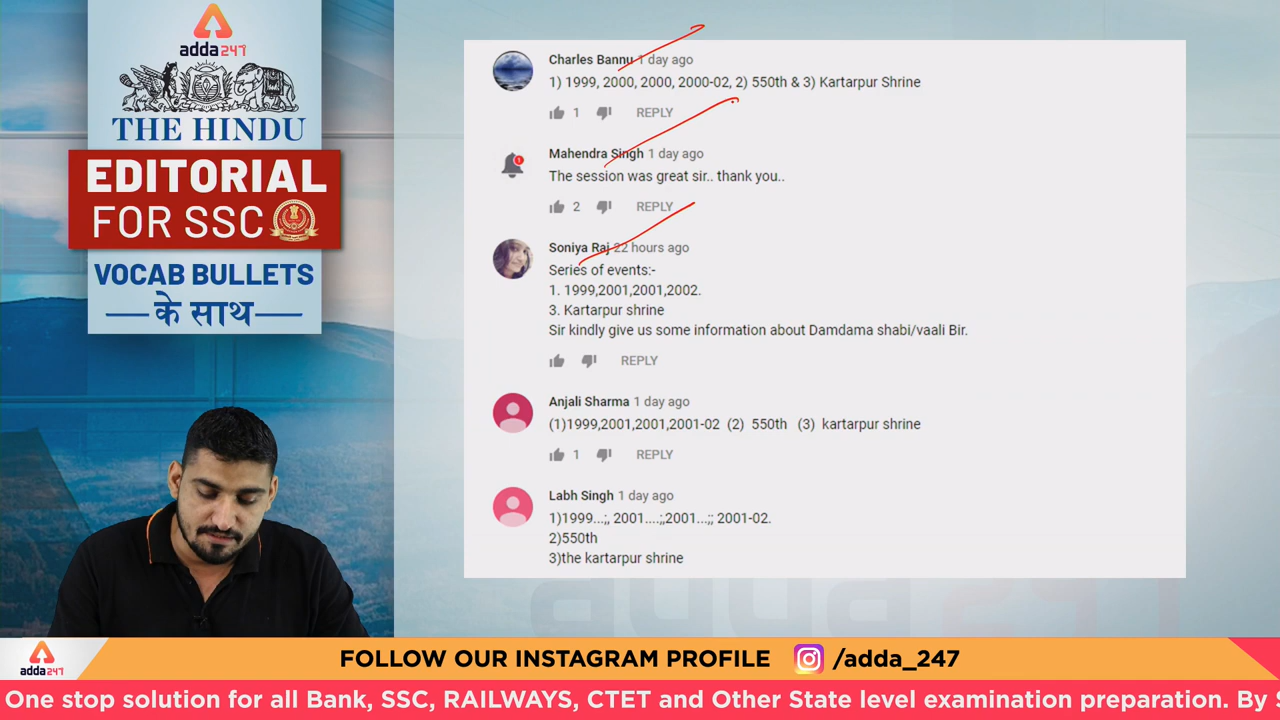 adda247
THE HINDU
EDITORIAL
FOR SSC
VOCAB BULLETS
के साथ
Charles Bannu 1 day ago
1) 1999, 2000, 2000, 2000-02, 2) 550th & 3) Kartarpur Shrine
1 REPLY
Mahendra Singh 1 day ago
The session was great sir.. thank you..
2 REPLY
Soniya Raj 22 hours ago
Series of events:-
1. 1999,2001,2001,2002.
3. Kartarpur shrine
Sir kindly give us some information about Damdama shabi/vaali Bir.
REPLY
Anjali Sharma 1 day ago
(1)1999,2001,2001,2001-02 (2) 550th (3) kartarpur shrine
1 REPLY
Labh Singh 1 day ago
1)1999...;, 2001....;;2001...;; 2001-02.
2)550th
3)the kartarpur shrine
adda247
adda247
FOLLOW OUR INSTAGRAM PROFILE /adda_247
One stop solution for all Bank, SSC, RAILWAYS, CTET and Other State level examination preparation. By S